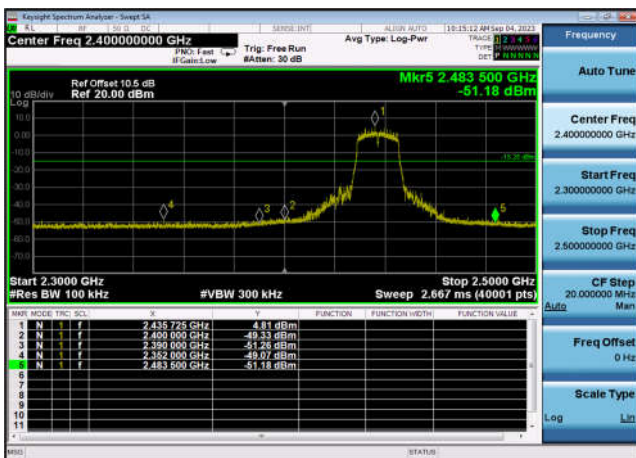 Keysight Spectrum Analyzer - Swept SA
RL RF 50 Ω DC SENSE:INT ALIGN AUTO 10:15:12 AM Sep 04, 2023
Center Freq 2.400000000 GHz
PNO: Fast
IFGain:Low
Trig: Free Run
#Atten: 30 dB
Avg Type: Log-Pwr
TRACE 1 2 3 4 5 6
TYPE M WWWWW
DET P N N N N N
Frequency
Auto Tune
Mkr5 2.483 500 GHz
-51.18 dBm
Ref Offset 10.5 dB
10 dB/div Ref 20.00 dBm
Log
10.0
0.00
-10.0
-15.20 dBm
-20.0
-30.0
-40.0
-50.0
-60.0
-70.0
1
2
3
4
5
Start 2.3000 GHz Stop 2.5000 GHz
#Res BW 100 kHz #VBW 300 kHz Sweep 2.667 ms (40001 pts)
Center Freq
2.400000000 GHz
Start Freq
2.300000000 GHz
Stop Freq
2.500000000 GHz
CF Step
20.000000 MHz
Auto Man
Freq Offset
0 Hz
Scale Type
Log Lin
MKR MODE TRC SCL X Y FUNCTION FUNCTION WIDTH FUNCTION VALUE
1 N 1 f 2.435 725 GHz 4.81 dBm
2 N 1 f 2.400 000 GHz -49.33 dBm
3 N 1 f 2.390 000 GHz -51.26 dBm
4 N 1 f 2.352 000 GHz -49.07 dBm
5 N 1 f 2.483 500 GHz -51.18 dBm
6
7
8
9
10
11
MSG STATUS